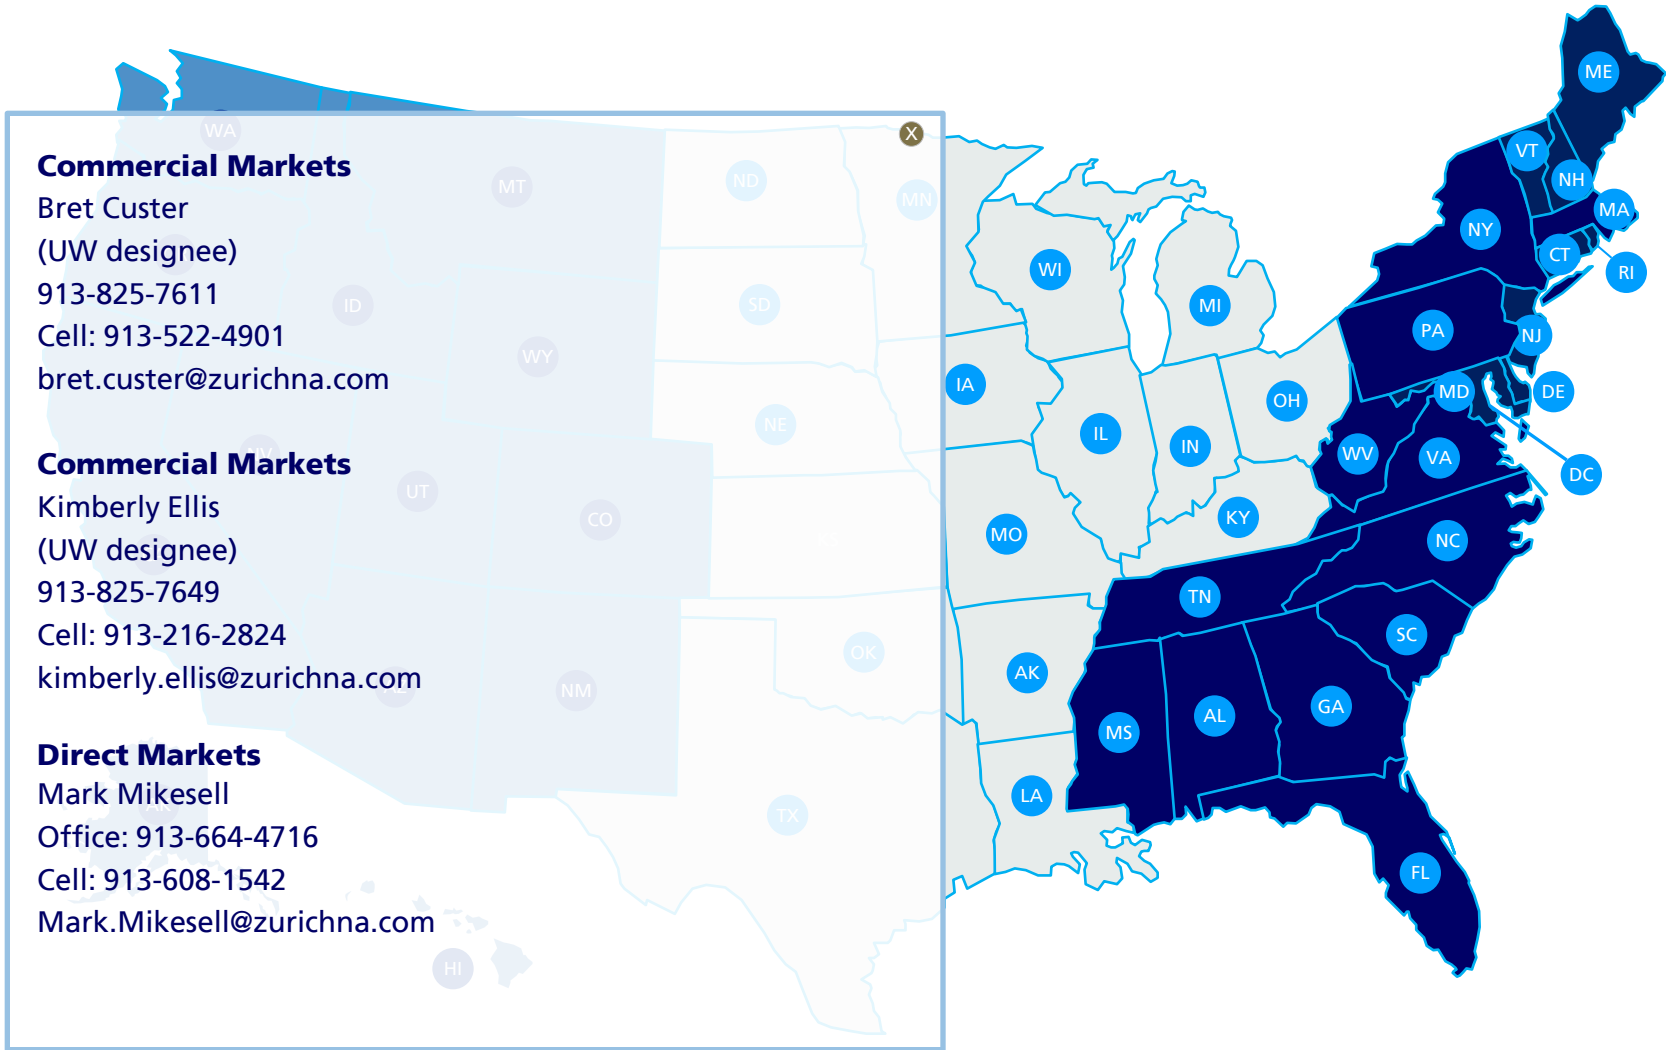 Commercial Markets
Bret Custer
(UW designee)
913-825-7611
Cell: 913-522-4901
bret.custer@zurichna.com
Commercial Markets
Kimberly Ellis
(UW designee)
913-825-7649
Cell: 913-216-2824
kimberly.ellis@zurichna.com
Direct Markets
Mark Mikesell
Office: 913-664-4716
Cell: 913-608-1542
Mark.Mikesell@zurichna.com
X
WA
MT
ND
MN
ID
SD
WY
NE
UT
CO
OK
NM
TX
HI
WI
MI
IA
IL
IN
OH
MO
KY
AK
LA
TN
MS
AL
GA
SC
NC
FL
WV
VA
PA
NY
ME
VT
NH
MA
CT
RI
NJ
MD
DE
DC